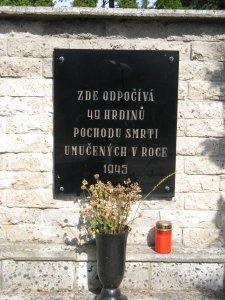 ZDE ODPOČÍVÁ
49 HRDINŮ
POCHODU SMRTI
UMUČENÝCH V ROCE
1945